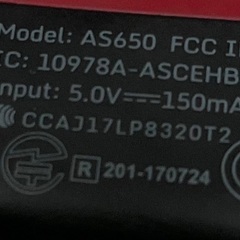 Model: AS650 FCC I
C: 10978A-ASCEHB
nput: 5.0V⎓150mA
CCAJ17LP8320T2
R 201-170724